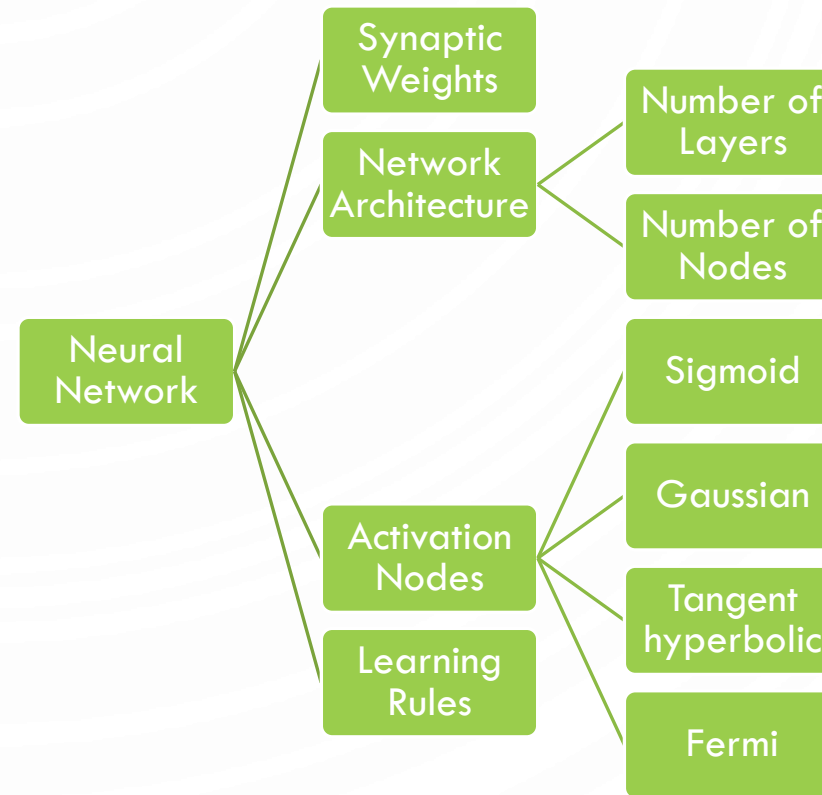 Neural
Network
Synaptic
Weights
Network
Architecture
Activation
Nodes
Learning
Rules
Number of
Layers
Number of
Nodes
Sigmoid
Gaussian
Tangent
hyperbolic
Fermi